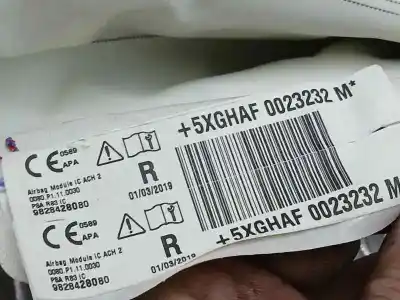 CE 0589
APA
Airbag Module IC ACH 2
0080.P1.11.0030
PSA R83 IC
9828428080
R
01/03/2019
+5XGHAF 0023232 M*
CE 0589
APA
Airbag Module IC ACH 2
0080.P1.11.0030
PSA R83 IC
9828428080
R
01/03/2019
+5XGHAF 0023232 M